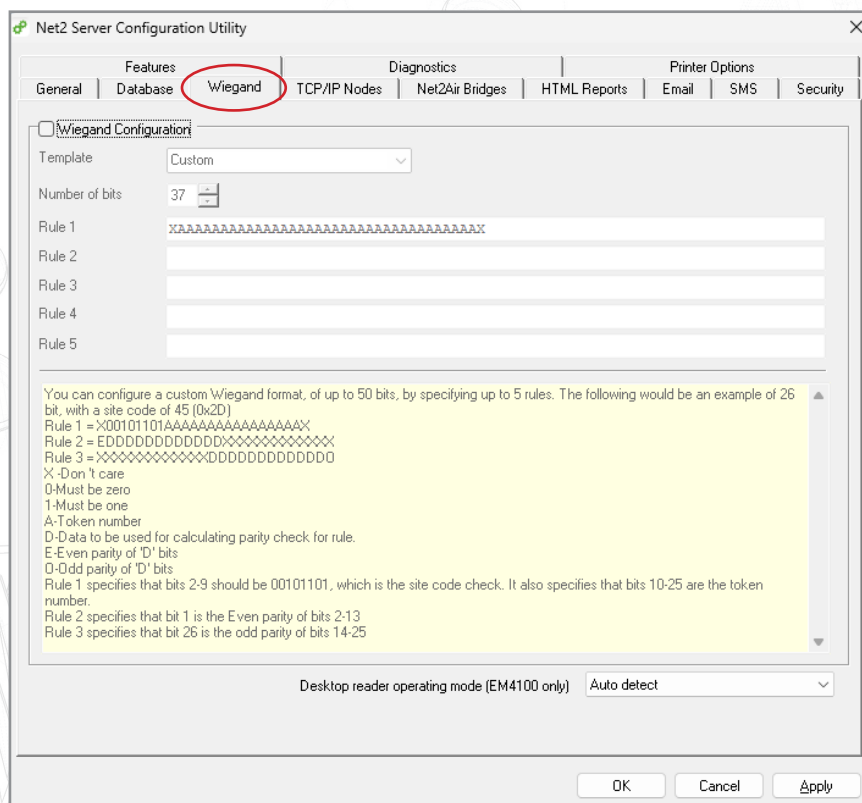 Net2 Server Configuration Utility
Features Diagnostics Printer Options
General Database Wiegand TCP/IP Nodes Net2Air Bridges HTML Reports Email SMS Security
Wiegand Configuration
Template Custom
Number of bits 37
Rule 1 XAAAAAAAAAAAAAAAAAAAAAAAAAAAAAAAAAAAX
Rule 2
Rule 3
Rule 4
Rule 5
You can configure a custom Wiegand format, of up to 50 bits, by specifying up to 5 rules. The following would be an example of 26
bit, with a site code of 45 (0x2D)
Rule 1 = X00101101AAAAAAAAAAAAAAAAX
Rule 2 = EDDDDDDDDDDDDXXXXXXXXXXXXX
Rule 3 = XXXXXXXXXXXXXDDDDDDDDDDDDO
X -Don 't care
0-Must be zero
1-Must be one
A-Token number
D-Data to be used for calculating parity check for rule.
E-Even parity of 'D' bits
O-Odd parity of 'D' bits
Rule 1 specifies that bits 2-9 should be 00101101, which is the site code check. It also specifies that bits 10-25 are the token
number.
Rule 2 specifies that bit 1 is the Even parity of bits 2-13
Rule 3 specifies that bit 26 is the odd parity of bits 14-25
Desktop reader operating mode (EM4100 only) Auto detect
OK Cancel Apply